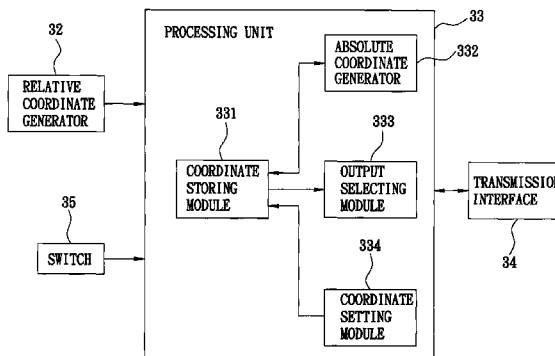 32
RELATIVE
COORDINATE
GENERATOR
35
SWITCH
PROCESSING UNIT
33
ABSOLUTE
COORDINATE
GENERATOR
332
331
COORDINATE
STORING
MODULE
333
OUTPUT
SELECTING
MODULE
334
COORDINATE
SETTING
MODULE
TRANSMISSION
INTERFACE
34